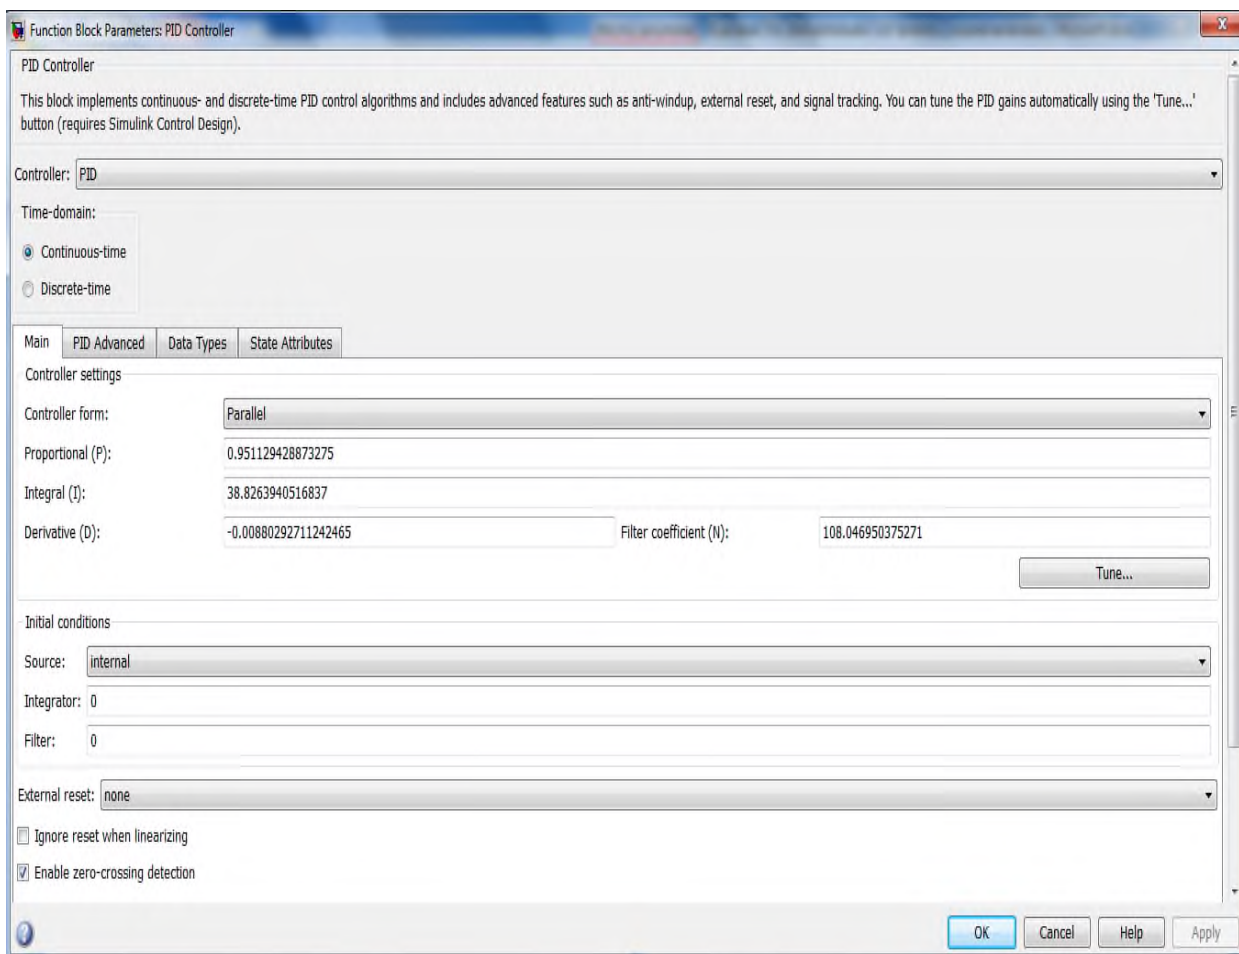 Function Block Parameters: PID Controller
PID Controller
This block implements continuous- and discrete-time PID control algorithms and includes advanced features such as anti-windup, external reset, and signal tracking. You can tune the PID gains automatically using the 'Tune...'
button (requires Simulink Control Design).
Controller: PID
Time-domain:
Continuous-time
Discrete-time
Main PID Advanced Data Types State Attributes
Controller settings
Controller form: Parallel
Proportional (P): 0.951129428873275
Integral (I): 38.8263940516837
Derivative (D): -0.00880292711242465 Filter coefficient (N): 108.046950375271
Tune...
Initial conditions
Source: internal
Integrator: 0
Filter: 0
External reset: none
Ignore reset when linearizing
Enable zero-crossing detection
OK Cancel Help Apply